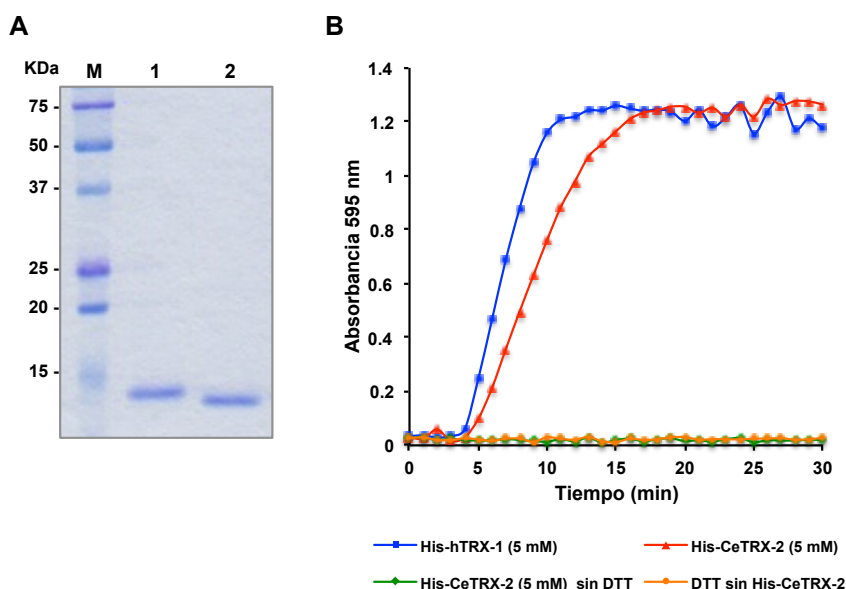 A
B
KDa
M
1
2
75 -
50 -
37 -
25 -
20 -
15 -
Absorbancia 595 nm
1.4
1.2
1
0.8
0.6
0.4
0.2
0
0
5
10
15
20
25
30
Tiempo (min)
His-hTRX-1 (5 mM)
His-CeTRX-2 (5 mM)
His-CeTRX-2 (5 mM) sin DTT
DTT sin His-CeTRX-2